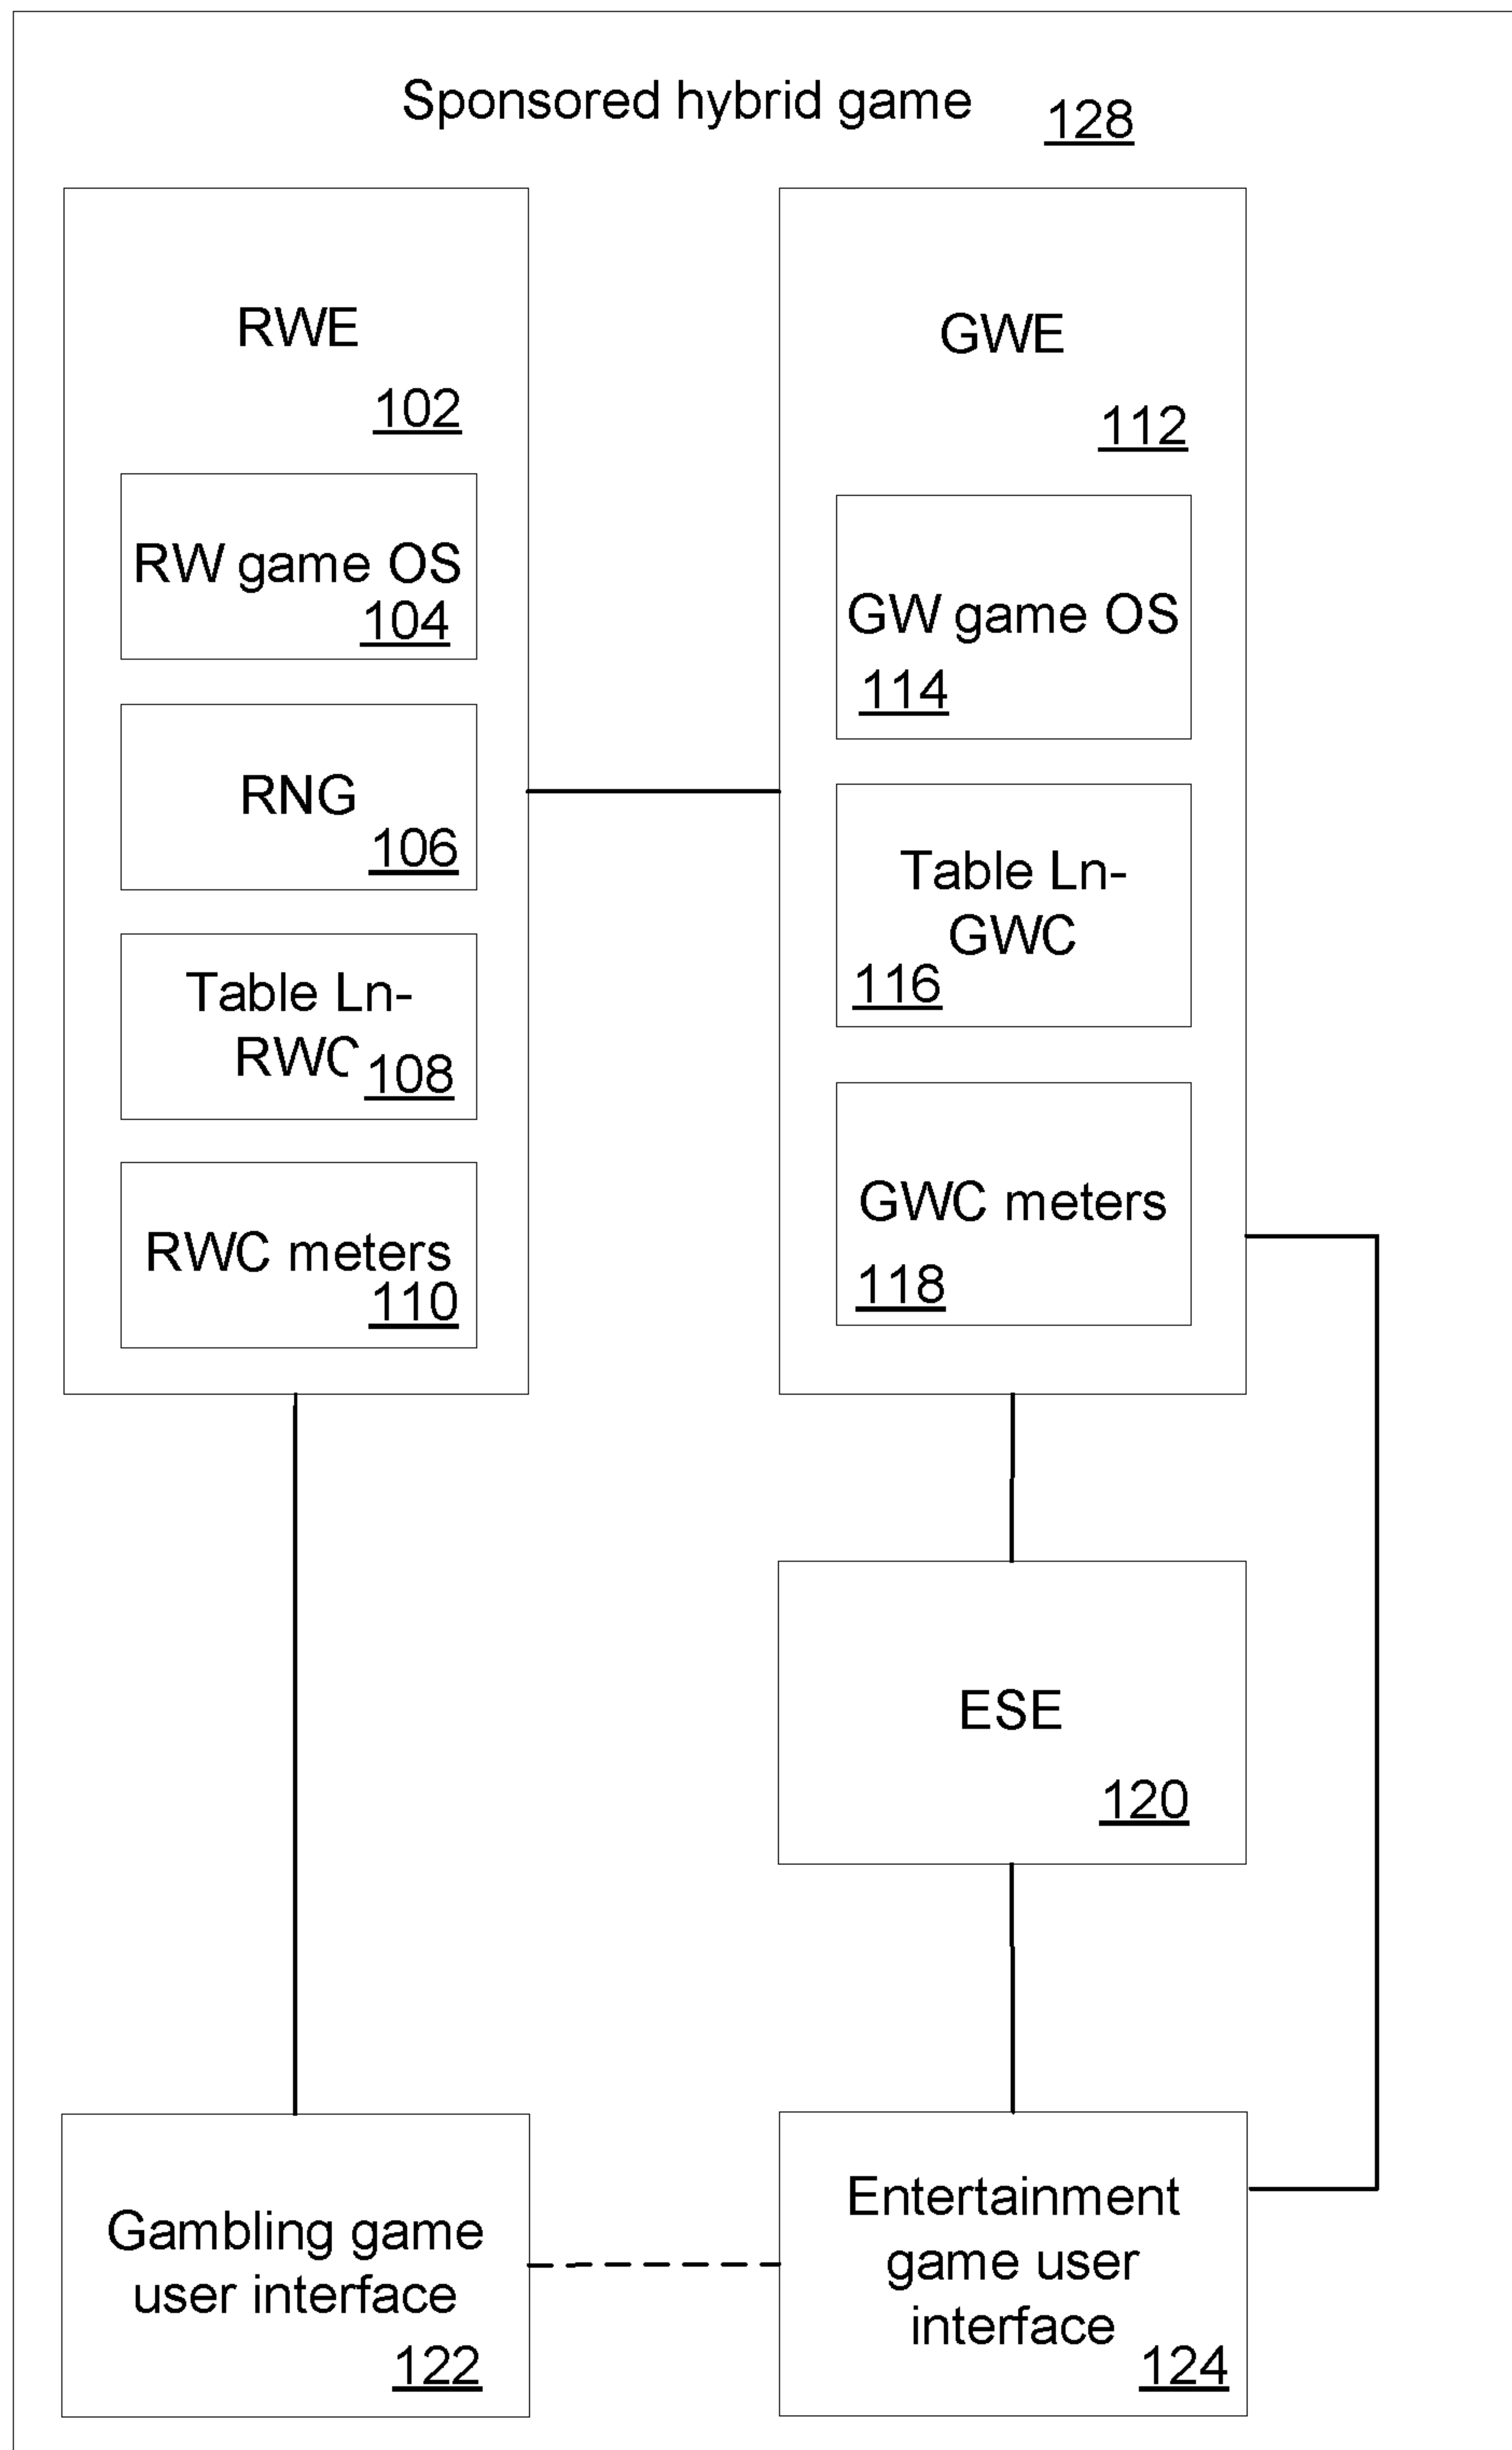 Sponsored hybrid game
128
RWE
102
RW game OS
104
RNG
106
Table Ln-
RWC
108
RWC meters
110
GWE
112
GW game OS
114
Table Ln-
GWC
116
GWC meters
118
ESE
120
Gambling game
user interface
122
Entertainment
game user
interface
124